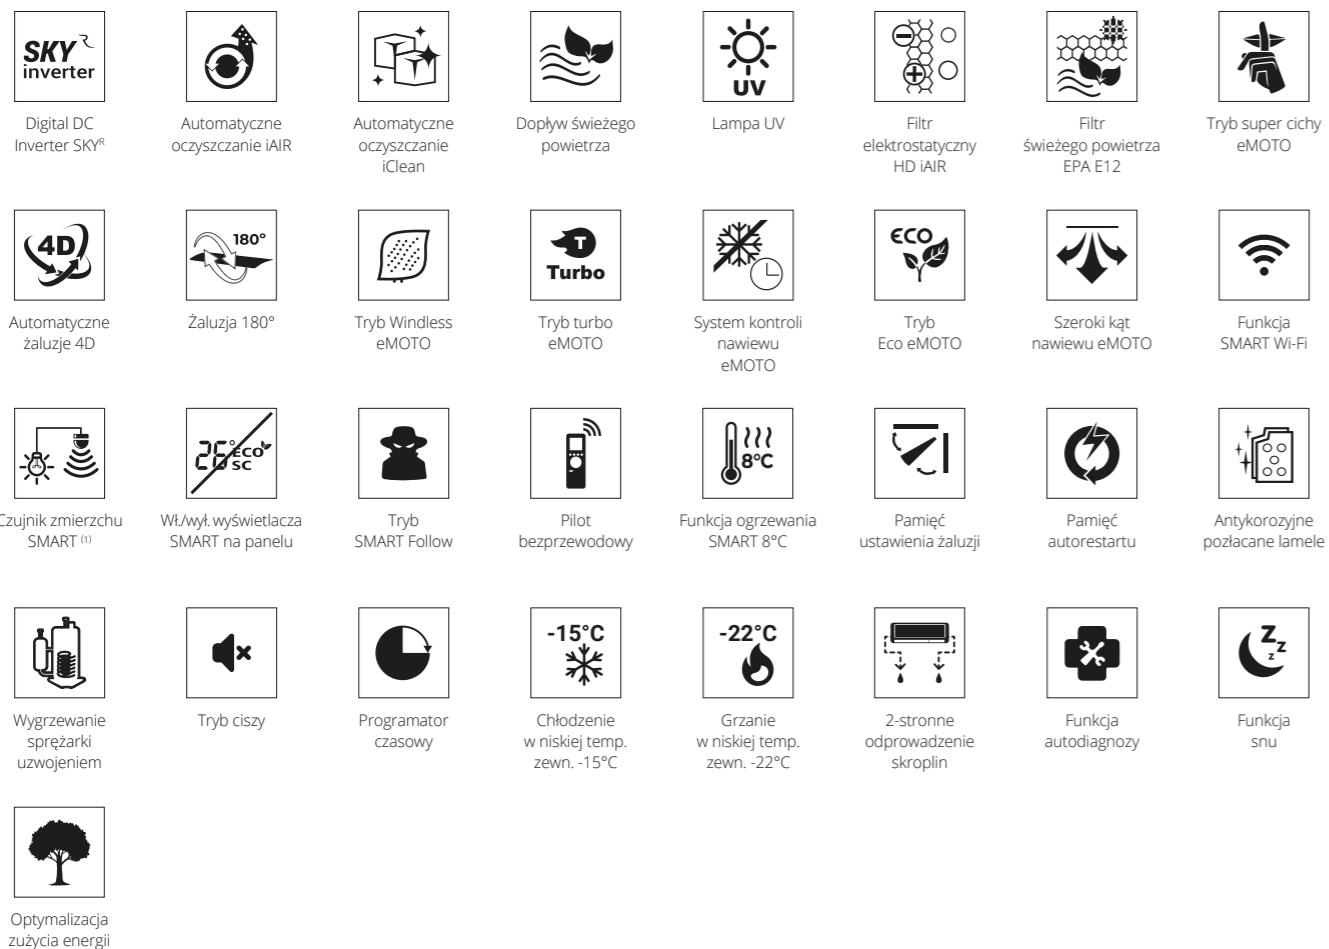 SKY R
inverter
Digital DC
Inverter SKYᴿ
Automatyczne
oczyszczanie iAIR
Automatyczne
oczyszczanie
iClean
Dopływ świeżego
powietrza
UV
Lampa UV
Filtr
elektrostatyczny
HD iAIR
Filtr
świeżego powietrza
EPA E12
Tryb super cichy
eMOTO
4D
Automatyczne
żaluzje 4D
180°
Żaluzja 180°
Tryb Windless
eMOTO
T
Turbo
Tryb turbo
eMOTO
System kontroli
nawiewu
eMOTO
ECO
Tryb
Eco eMOTO
Szeroki kąt
nawiewu eMOTO
Funkcja
SMART Wi-Fi
Czujnik zmierzchu
SMART ⁽¹⁾
26° ECO
SC
Wł./wył. wyświetlacza
SMART na panelu
Tryb
SMART Follow
Pilot
bezprzewodowy
8°C
Funkcja ogrzewania
SMART 8°C
Pamięć
ustawienia żaluzji
Pamięć
autorestartu
Antykorozyjne
pozłacane lamele
Wygrzewanie
sprężarki
uzwojeniem
Tryb ciszy
Programator
czasowy
-15°C
Chłodzenie
w niskiej temp.
zewn. -15°C
-22°C
Grzanie
w niskiej temp.
zewn. -22°C
2-stronne
odprowadzenie
skroplin
Funkcja
autodiagnozy
Z z z
Funkcja
snu
Optymalizacja
zużycia energii